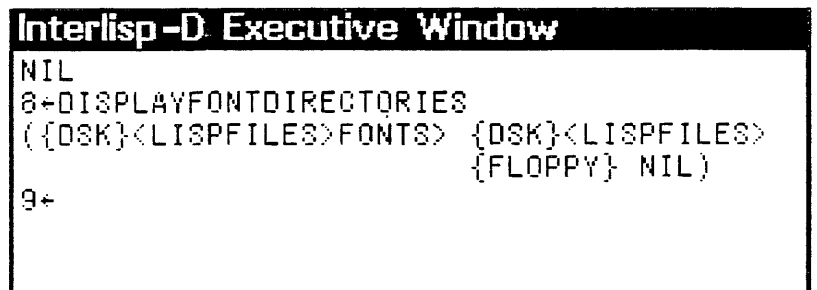 Interlisp-D Executive Window
NIL
8←DISPLAYFONTDIRECTORIES
({DSK}<LISPFILES>FONTS> {DSK}<LISPFILES>
{FLOPPY} NIL)
9←